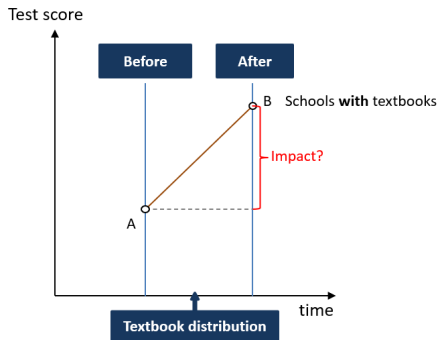 Test score
Before
After
B
Schools with textbooks
Impact?
A
time
Textbook distribution